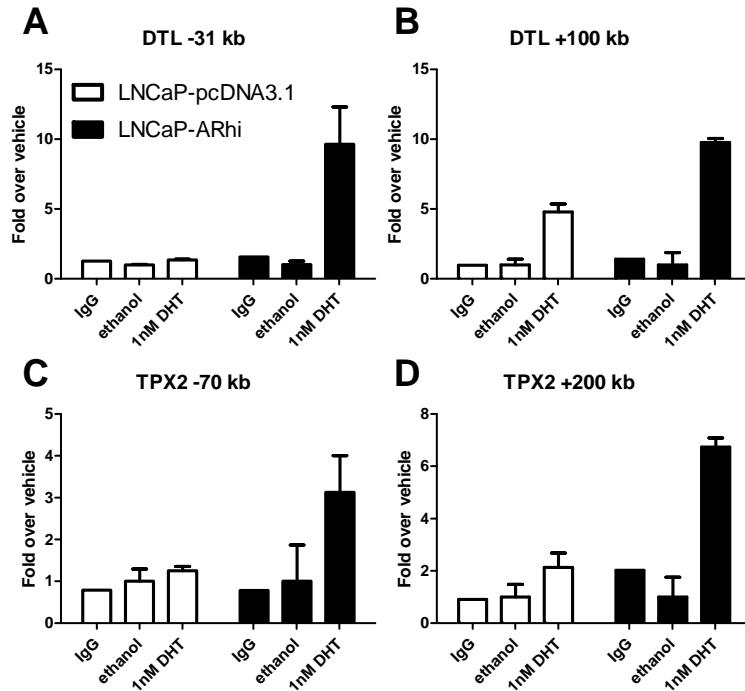 A
DTL -31 kb
15
10
5
0
Fold over vehicle
LNCaP-pcDNA3.1
LNCaP-ARhi
IgG
ethanol
1nM DHT
IgG
ethanol
1nM DHT
B
DTL +100 kb
15
10
5
0
Fold over vehicle
IgG
ethanol
1nM DHT
IgG
ethanol
1nM DHT
C
TPX2 -70 kb
5
4
3
2
1
0
Fold over vehicle
IgG
ethanol
1nM DHT
IgG
ethanol
1nM DHT
D
TPX2 +200 kb
8
6
4
2
0
Fold over vehicle
IgG
ethanol
1nM DHT
IgG
ethanol
1nM DHT